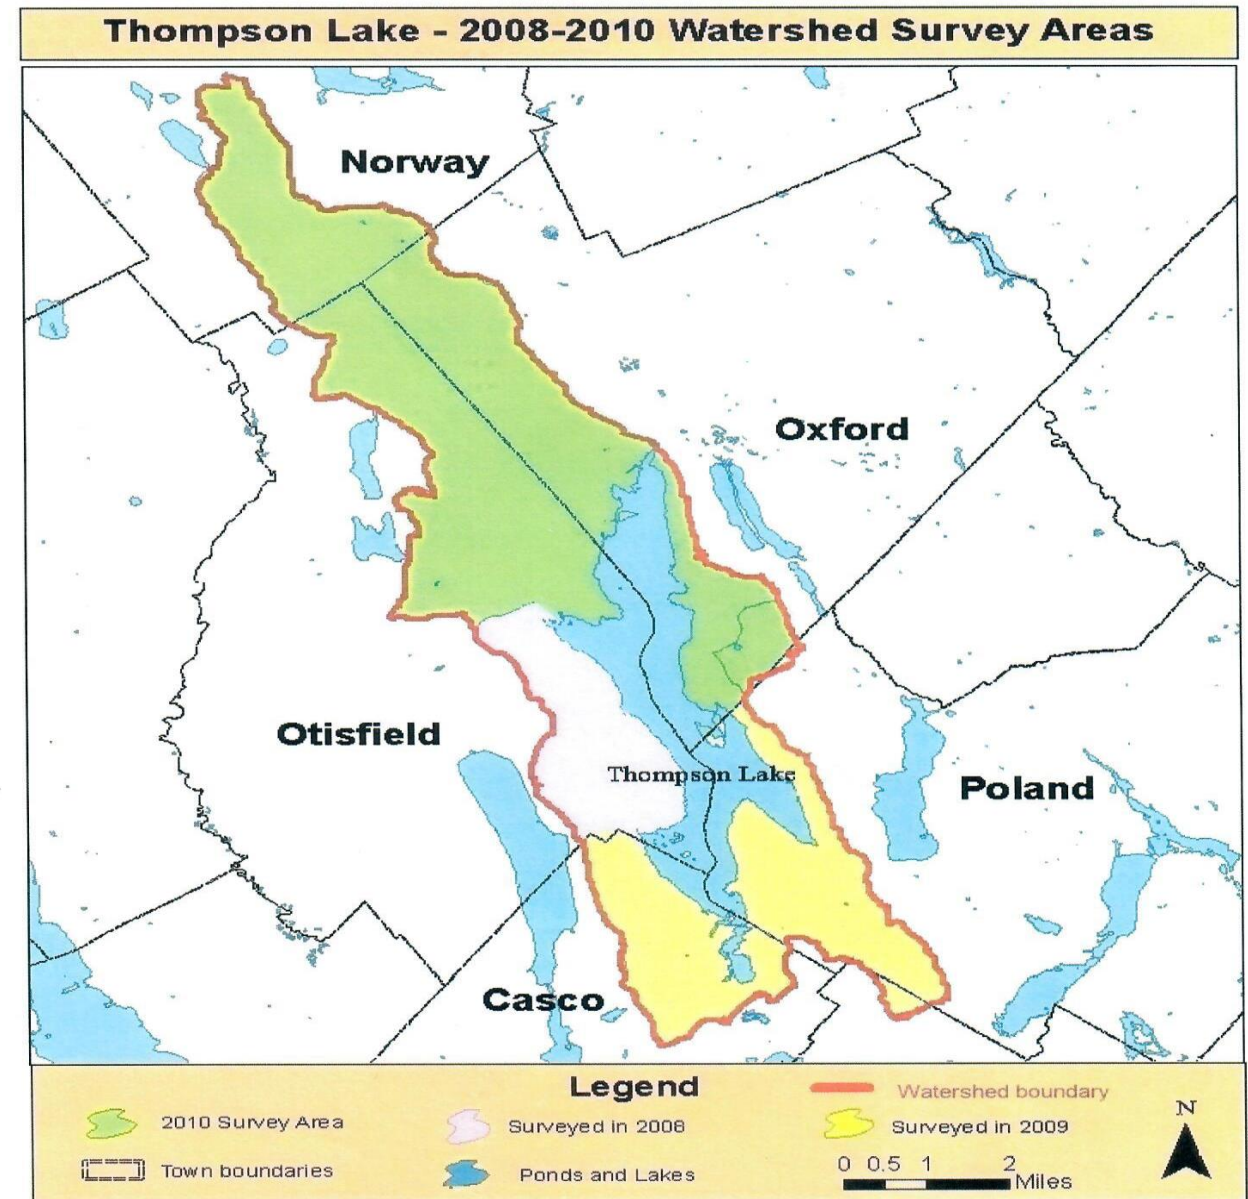 Thompson Lake - 2008-2010 Watershed Survey Areas
Norway
Oxford
Otisfield
Thompson Lake
Poland
Casco
Legend
Watershed boundary
2010 Survey Area
Surveyed in 2008
Surveyed in 2009
Town boundaries
Ponds and Lakes
0 0.5 1 2
Miles
N